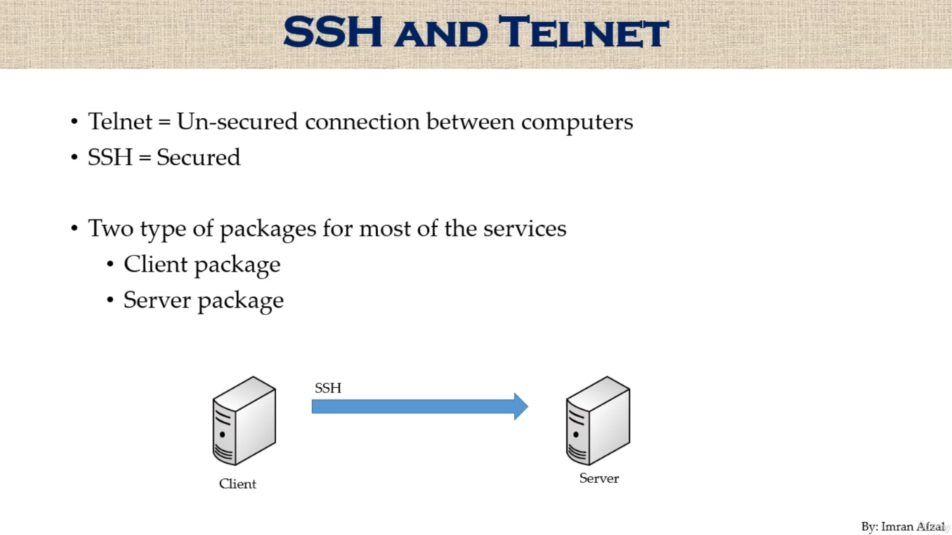 SSH AND TELNET
• Telnet = Un-secured connection between computers
• SSH = Secured
• Two type of packages for most of the services
• Client package
• Server package
SSH
Client
Server
By: Imran Afzal